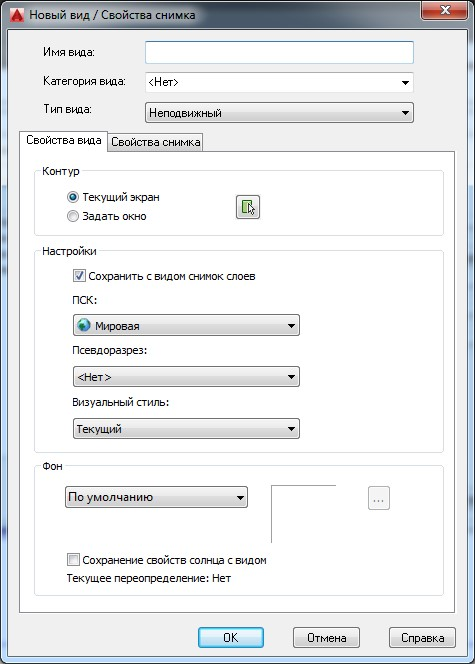 Новый вид / Свойства снимка
Имя вида:
Категория вида: <Нет>
Тип вида: Неподвижный
Свойства вида Свойства снимка
Контур
Текущий экран
Задать окно
Настройки
Сохранить с видом снимок слоев
ПСК:
Мировая
Псевдоразрез:
<Нет>
Визуальный стиль:
Текущий
Фон
По умолчанию ...
Сохранение свойств солнца с видом
Текущее переопределение: Нет
OK Отмена Справка